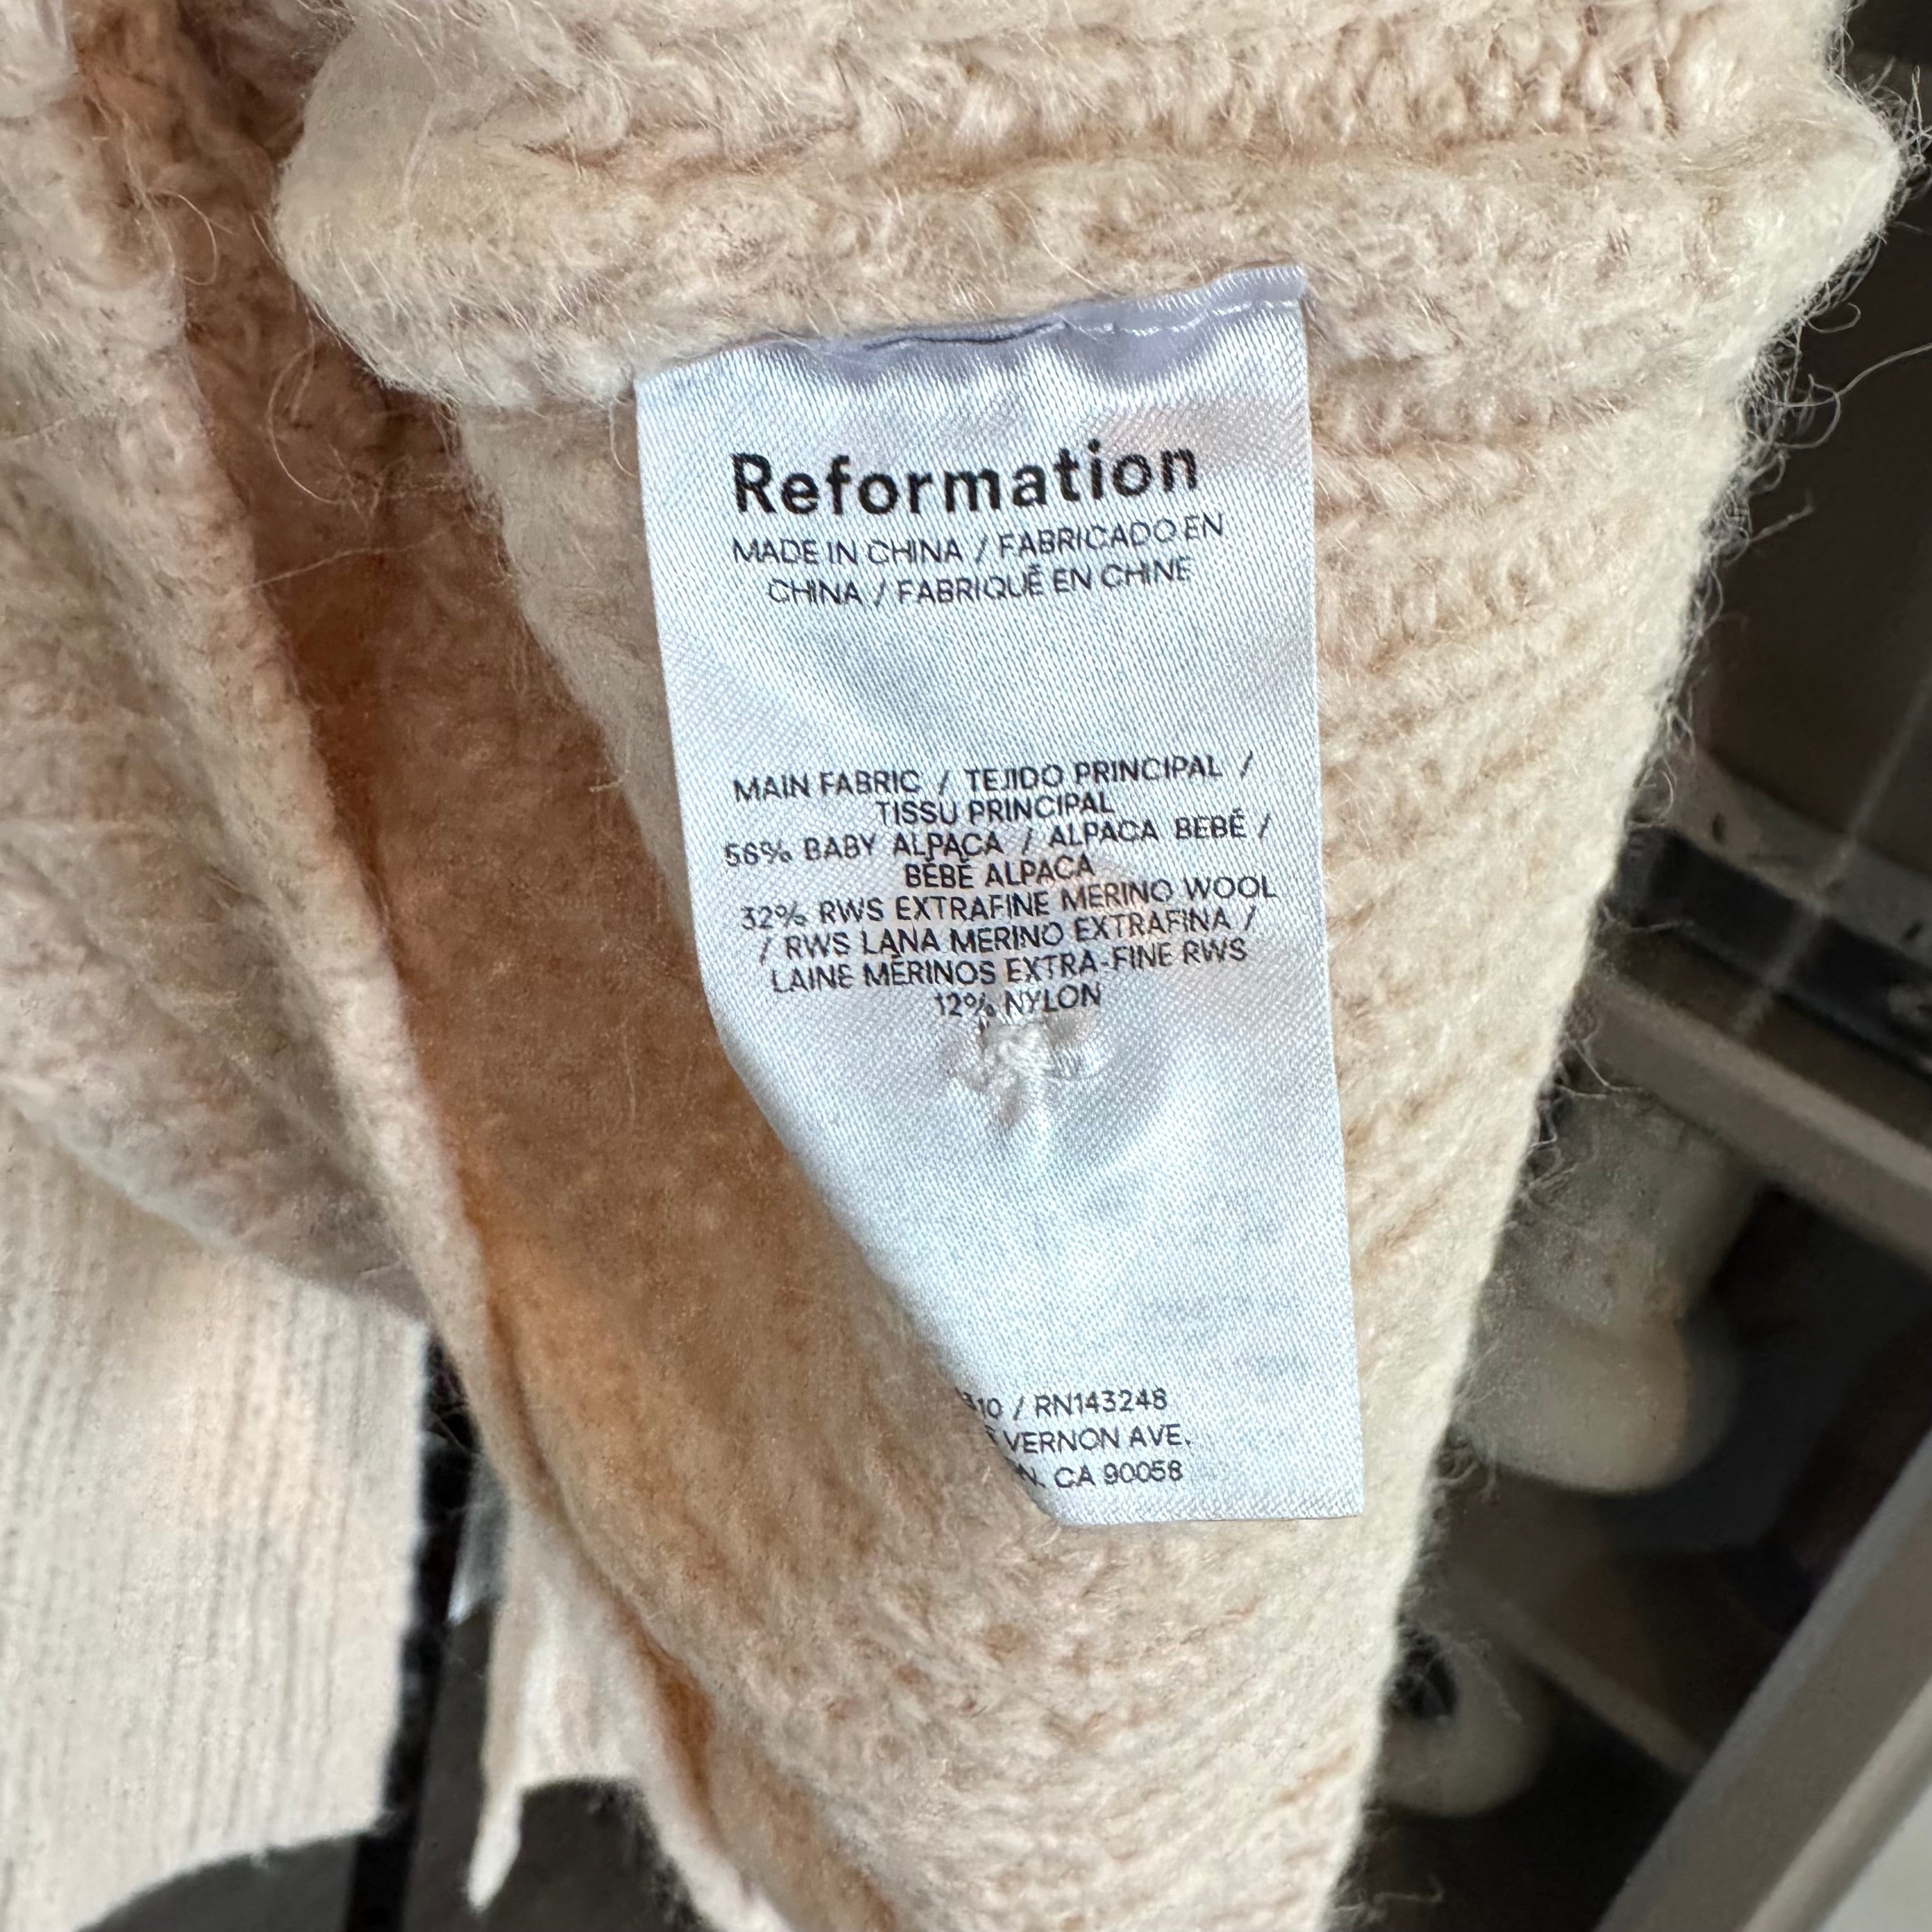 Reformation
MADE IN CHINA / FABRICADO EN
CHINA / FABRIQUÉ EN CHINE
MAIN FABRIC / TEJIDO PRINCIPAL /
TISSU PRINCIPAL
56% BABY ALPACA / ALPACA BEBÉ /
BÉBÉ ALPACA
32% RWS EXTRAFINE MERINO WOOL
/ RWS LANA MERINO EXTRAFINA /
LAINE MÉRINOS EXTRA-FINE RWS
12% NYLON
/ RN143248
VERNON AVE.
CA 90058